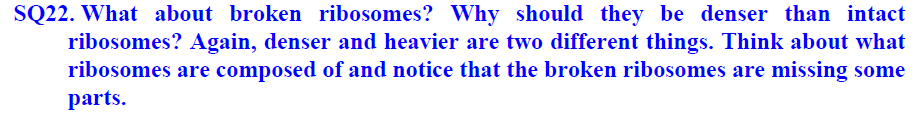 SQ22. What about broken ribosomes? Why should they be denser than intact
ribosomes? Again, denser and heavier are two different things. Think about what
ribosomes are composed of and notice that the broken ribosomes are missing some
parts.